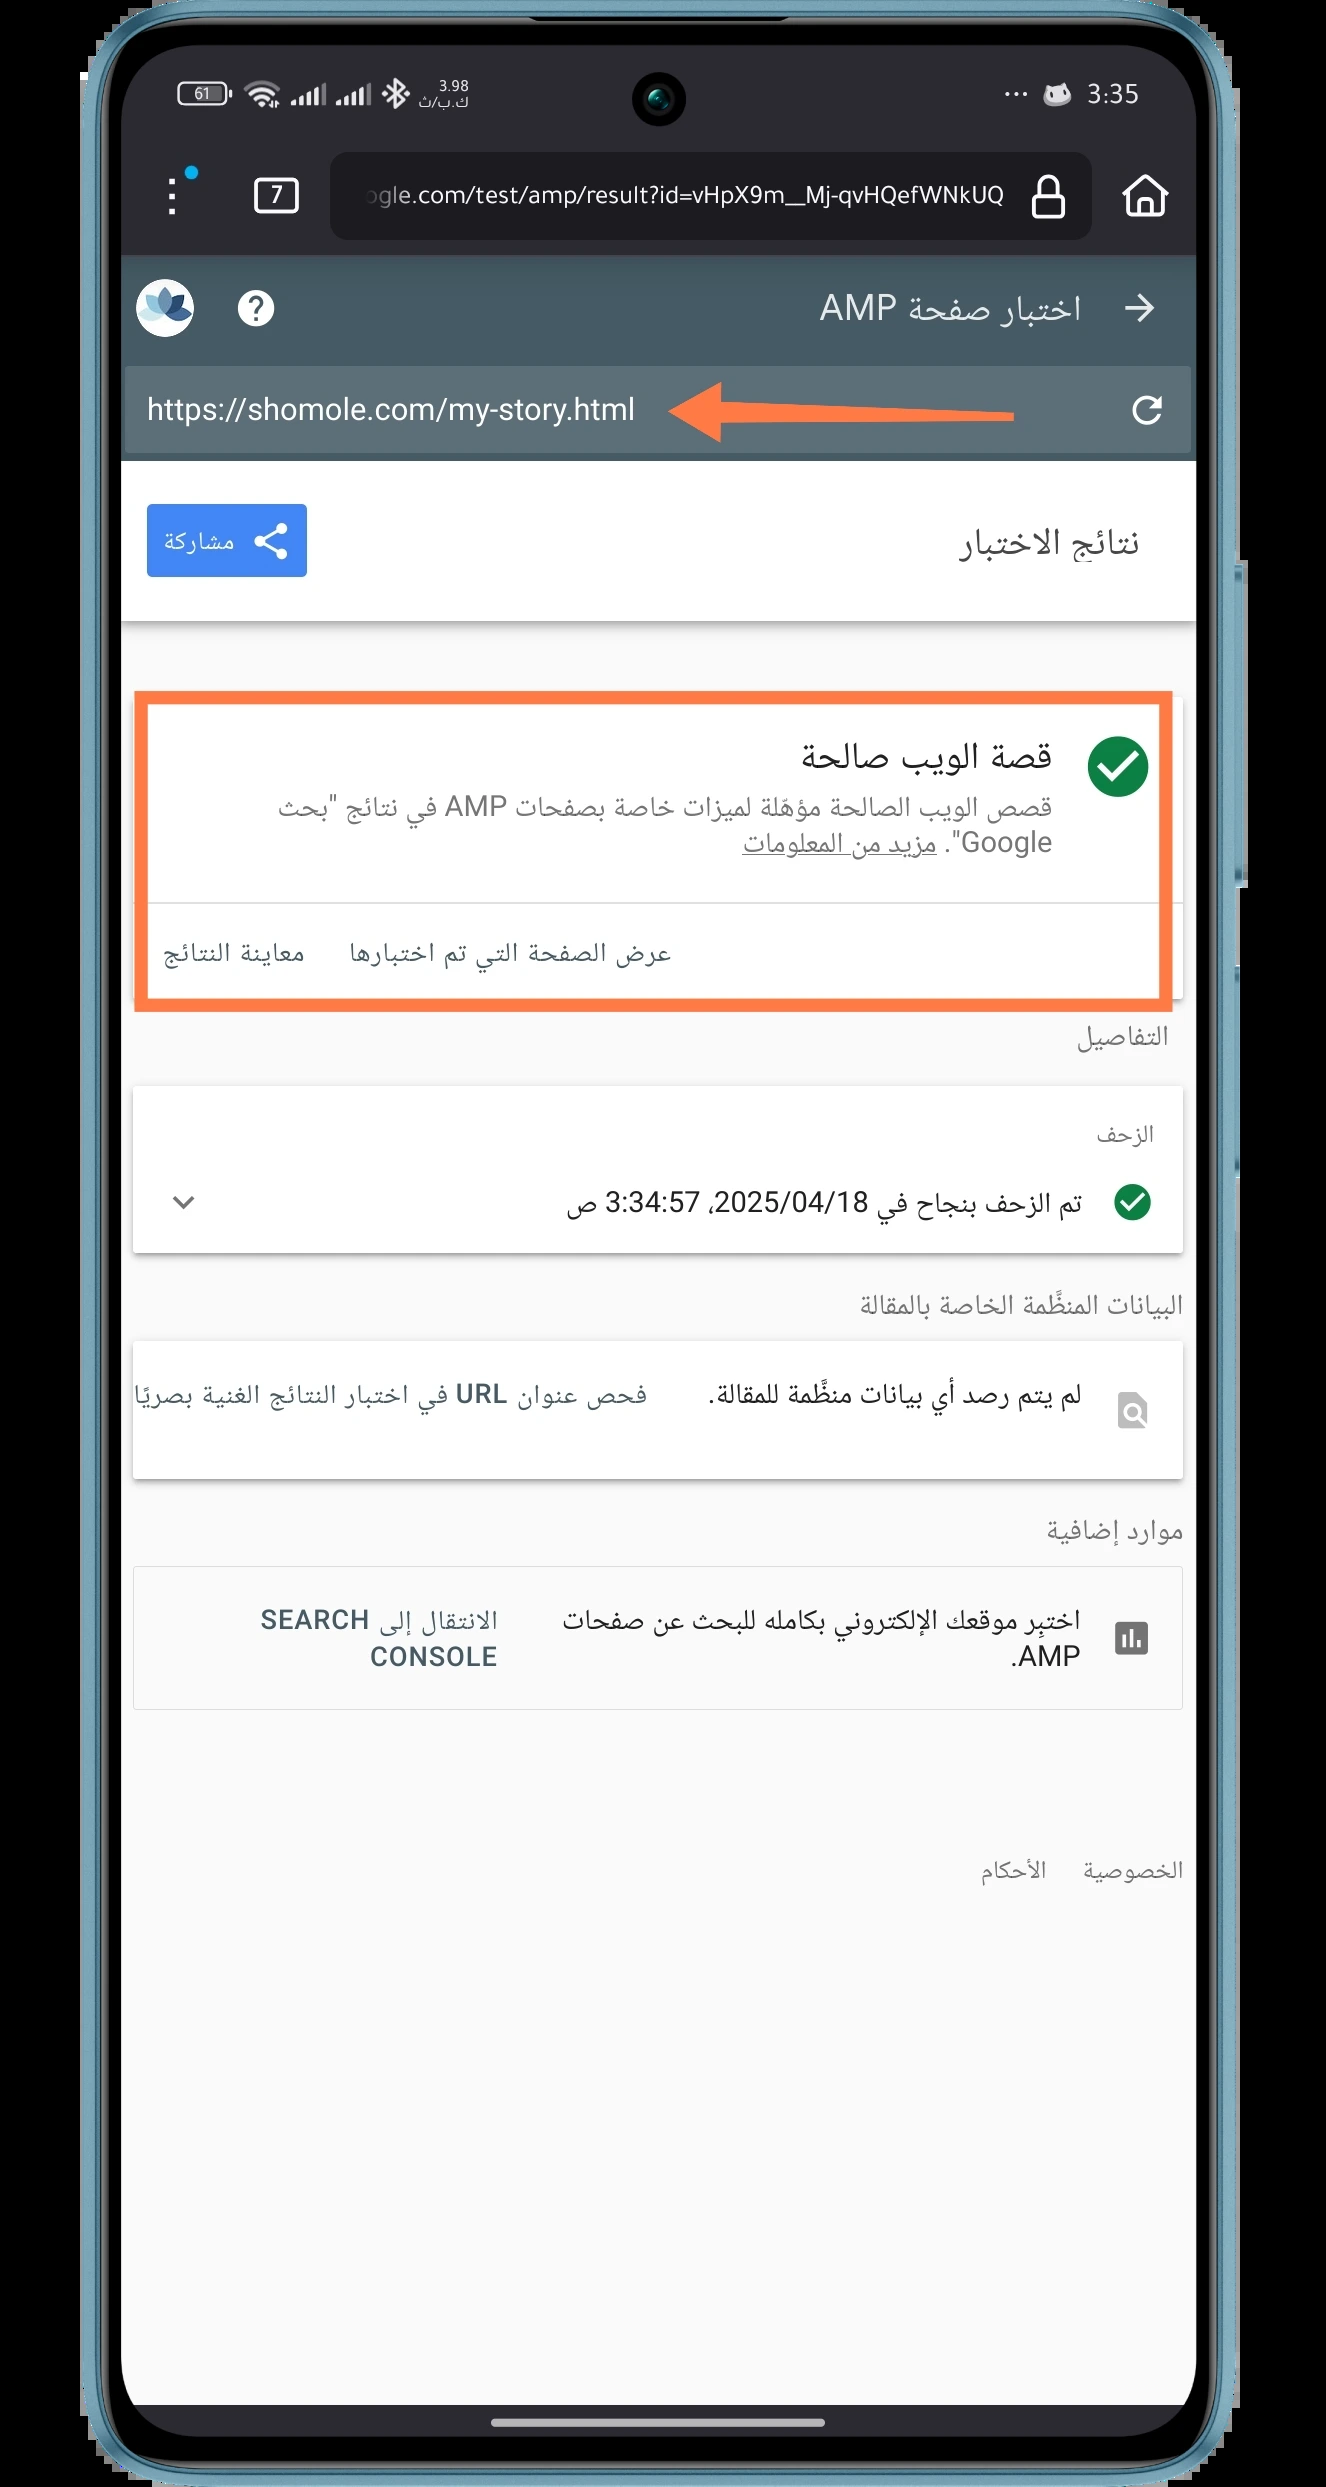 61
3.98
ك.ب/ث
... 3:35
7
ogle.com/test/amp/result?id=vHpX9m__Mj-qvHQefWNkUQ
اختبار صفحة AMP
https://shomole.com/my-story.html
نتائج الاختبار
مشاركة
قصة الويب صالحة
قصص الويب الصالحة مؤهّلة لميزات خاصة بصفحات AMP في نتائج "بحث
Google". مزيد من المعلومات
عرض الصفحة التي تم اختبارها
معاينة النتائج
التفاصيل
الزحف
تم الزحف بنجاح في 2025/04/18، 3:34:57 ص
البيانات المنظَّمة الخاصة بالمقالة
لم يتم رصد أي بيانات منظَّمة للمقالة.
فحص عنوان URL في اختبار النتائج الغنية بصريًا
موارد إضافية
اختبِر موقعك الإلكتروني بكامله للبحث عن صفحات
AMP.
الانتقال إلى SEARCH
CONSOLE
الخصوصية
الأحكام